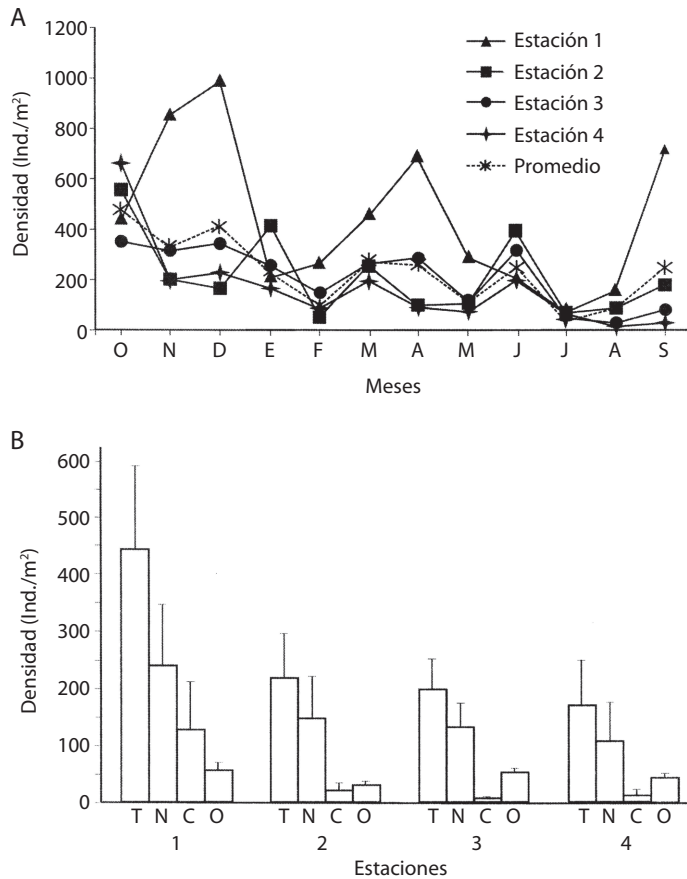 A
1200
1000
800
600
400
200
0
Densidad (Ind./m²)
Estación 1
Estación 2
Estación 3
Estación 4
Promedio
O N D E F M A M J J A S
Meses
B
600
500
400
300
200
100
0
Densidad (Ind./m²)
T N C O T N C O T N C O T N C O
1 2 3 4
Estaciones